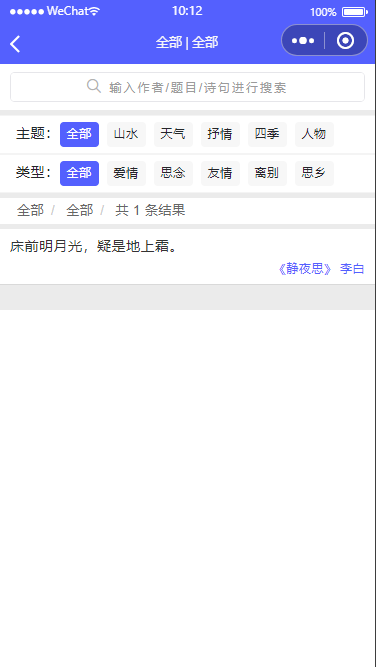 WeChat 10:12 100%
全部 | 全部
输入作者/题目/诗句进行搜索
主题： 全部 山水 天气 抒情 四季 人物
类型： 全部 爱情 思念 友情 离别 思乡
全部 / 全部 / 共 1 条结果
床前明月光，疑是地上霜。
《静夜思》 李白